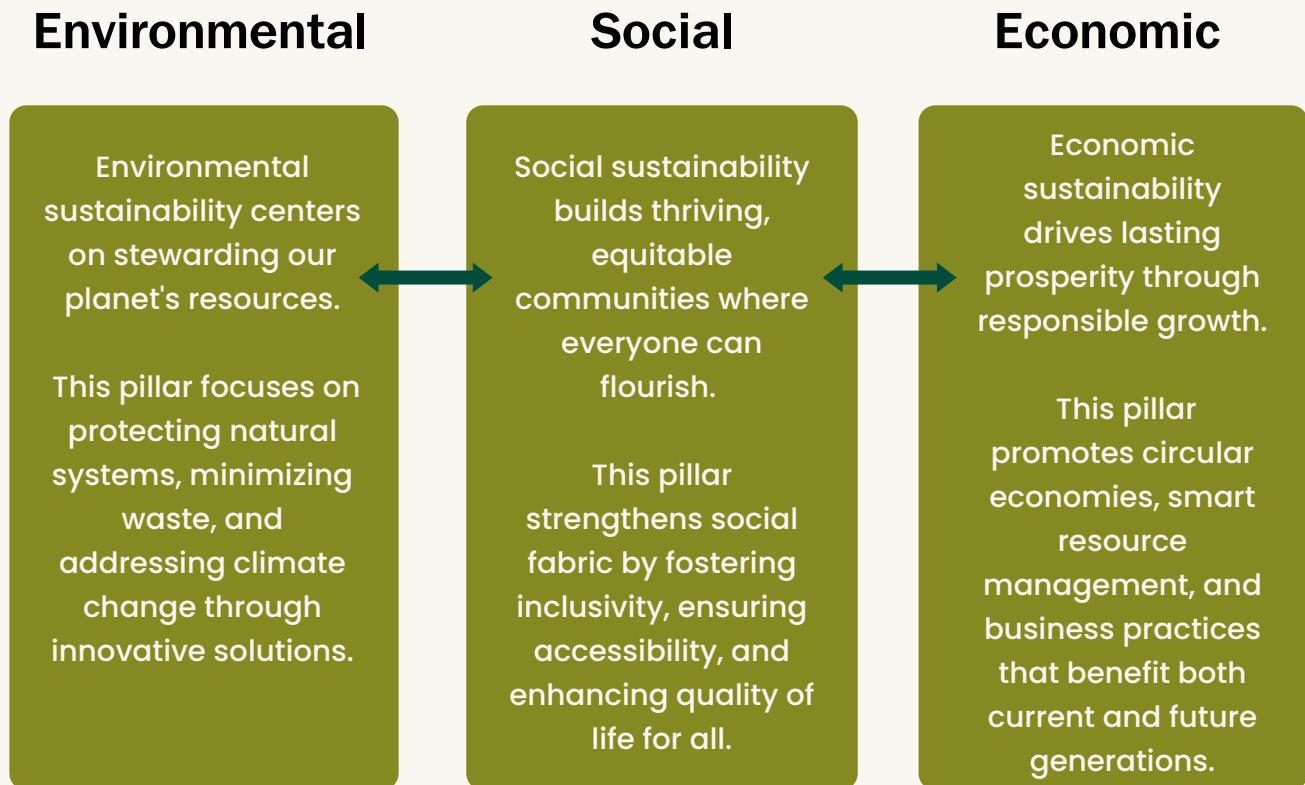 Environmental
Environmental
sustainability centers
on stewarding our
planet's resources.
This pillar focuses on
protecting natural
systems, minimizing
waste, and
addressing climate
change through
innovative solutions.
Social
Social sustainability
builds thriving,
equitable
communities where
everyone can
flourish.
This pillar
strengthens social
fabric by fostering
inclusivity, ensuring
accessibility, and
enhancing quality of
life for all.
Economic
Economic
sustainability
drives lasting
prosperity through
responsible growth.
This pillar
promotes circular
economies, smart
resource
management, and
business practices
that benefit both
current and future
generations.